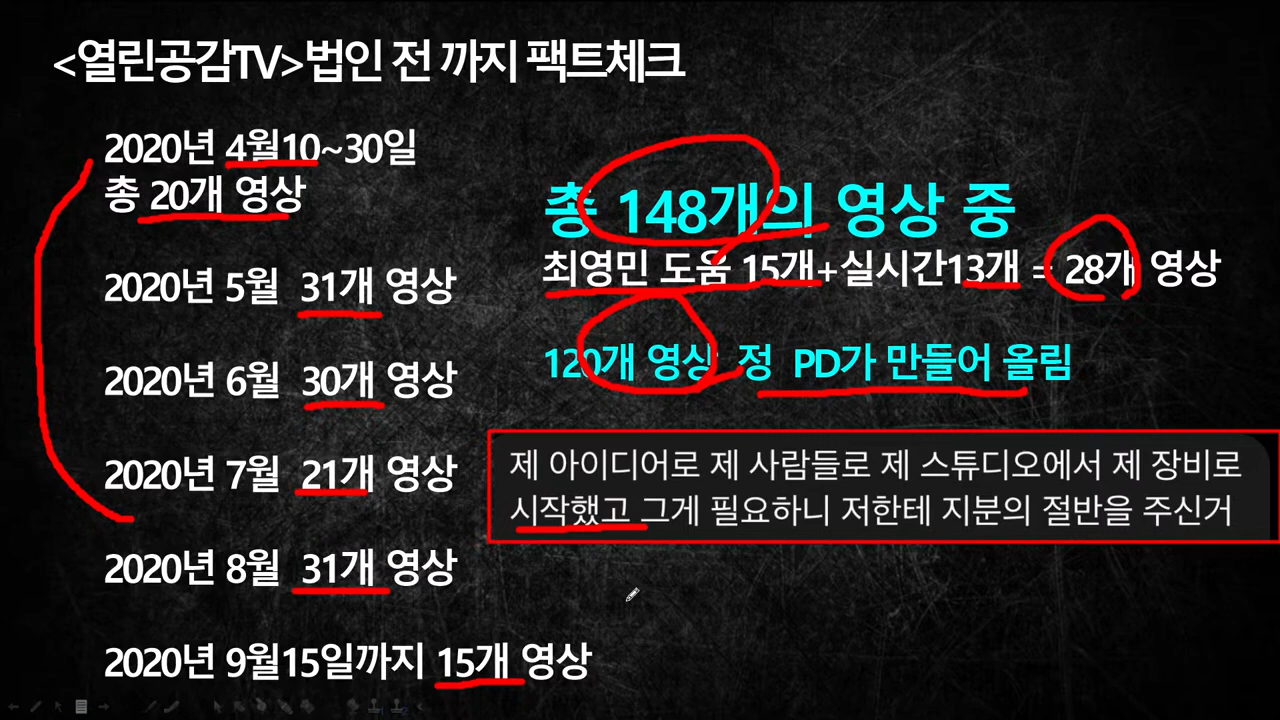 <열린공감TV>법인 전 까지 팩트체크
2020년 4월10~30일
총 20개 영상
2020년 5월 31개 영상
2020년 6월 30개 영상
2020년 7월 21개 영상
2020년 8월 31개 영상
2020년 9월15일까지 15개 영상
총 148개의 영상 중
최영민 도움 15개+실시간13개 = 28개 영상
120개 영상 정 PD가 만들어 올림
제 아이디어로 제 사람들로 제 스튜디오에서 제 장비로
시작했고 그게 필요하니 저한테 지분의 절반을 주신거